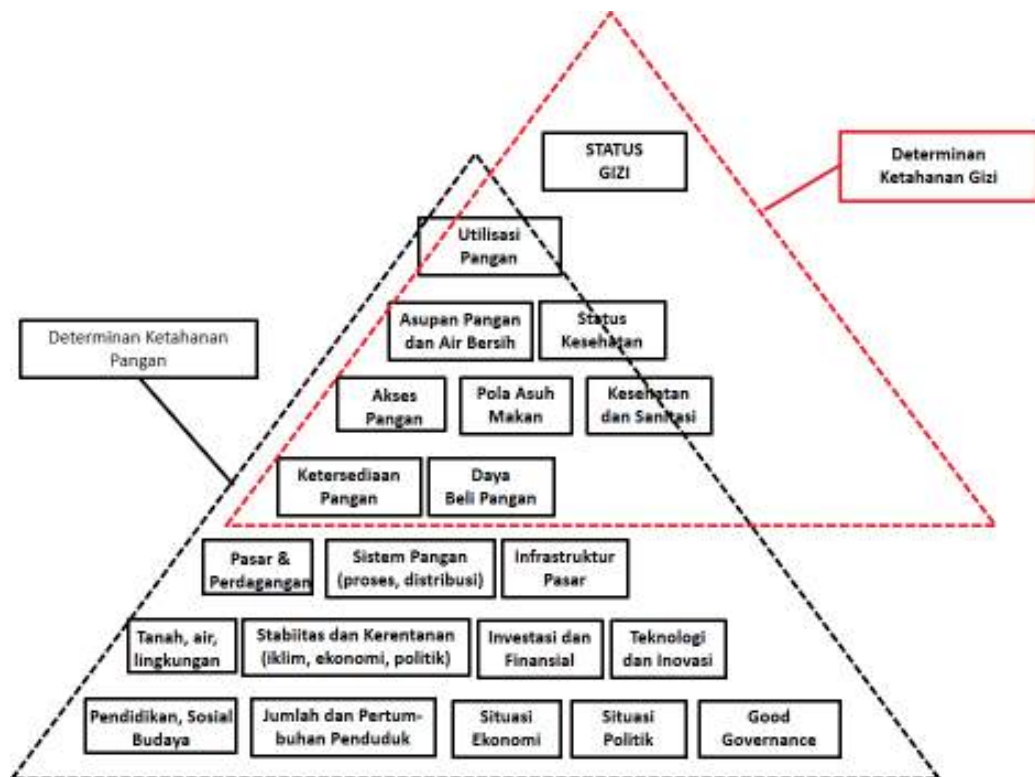 STATUS
GIZI
Determinan
Ketahanan Gizi
Utilisasi
Pangan
Determinan Ketahanan
Pangan
Asupan Pangan
dan Air Bersih
Status
Kesehatan
Akses
Pangan
Pola Asuh
Makan
Kesehatan
dan Sanitasi
Ketersediaan
Pangan
Daya
Beli Pangan
Pasar &
Perdagangan
Sistem Pangan
(proses, distribusi)
Infrastruktur
Pasar
Tanah, air,
lingkungan
Stabiitas dan Kerentanan
(iklim, ekonomi, politik)
Investasi dan
Finansial
Teknologi
dan Inovasi
Pendidikan, Sosial
Budaya
Jumlah dan Pertum-
buhan Penduduk
Situasi
Ekonomi
Situasi
Politik
Good
Governance